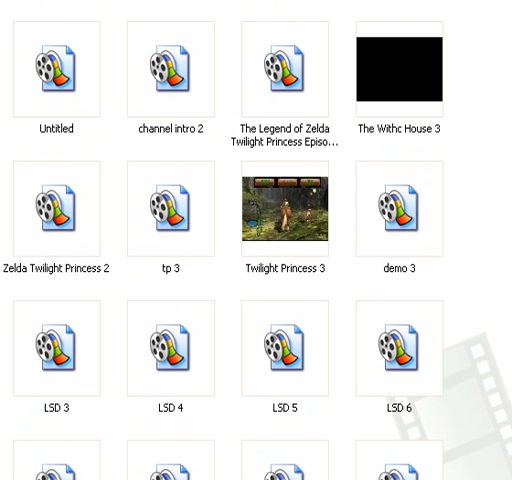 Untitled
channel intro 2
The Legend of Zelda
Twilight Princess Episo...
The Withc House 3
Zelda Twilight Princess 2
tp 3
Twilight Princess 3
demo 3
LSD 3
LSD 4
LSD 5
LSD 6